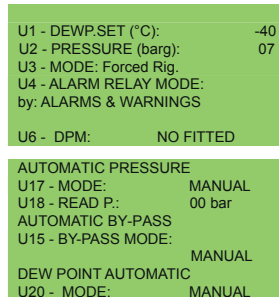 U1 - DEWP.SET (°C): -40
U2 - PRESSURE (barg): 07
U3 - MODE: Forced Rig.
U4 - ALARM RELAY MODE:
by: ALARMS & WARNINGS
U6 - DPM: NO FITTED
AUTOMATIC PRESSURE
U17 - MODE: MANUAL
U18 - READ P.: 00 bar
AUTOMATIC BY-PASS
U15 - BY-PASS MODE:
MANUAL
DEW POINT AUTOMATIC
U20 - MODE: MANUAL